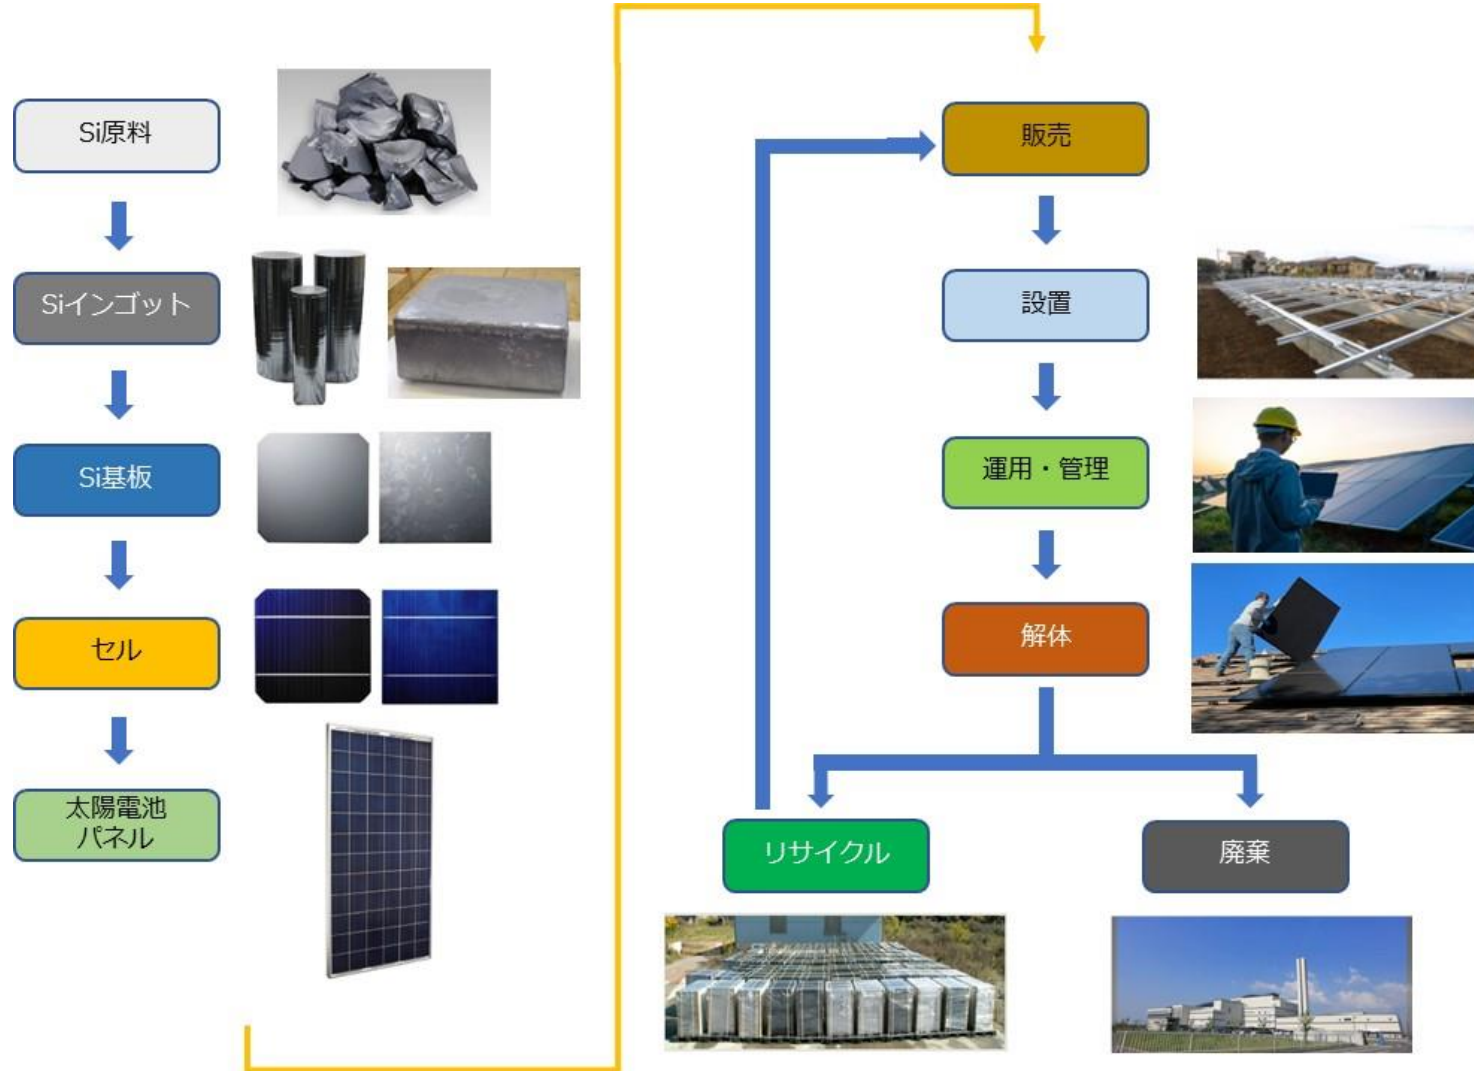 Si原料
Siインゴット
Si基板
セル
太陽電池
パネル
販売
設置
運用・管理
解体
リサイクル
廃棄